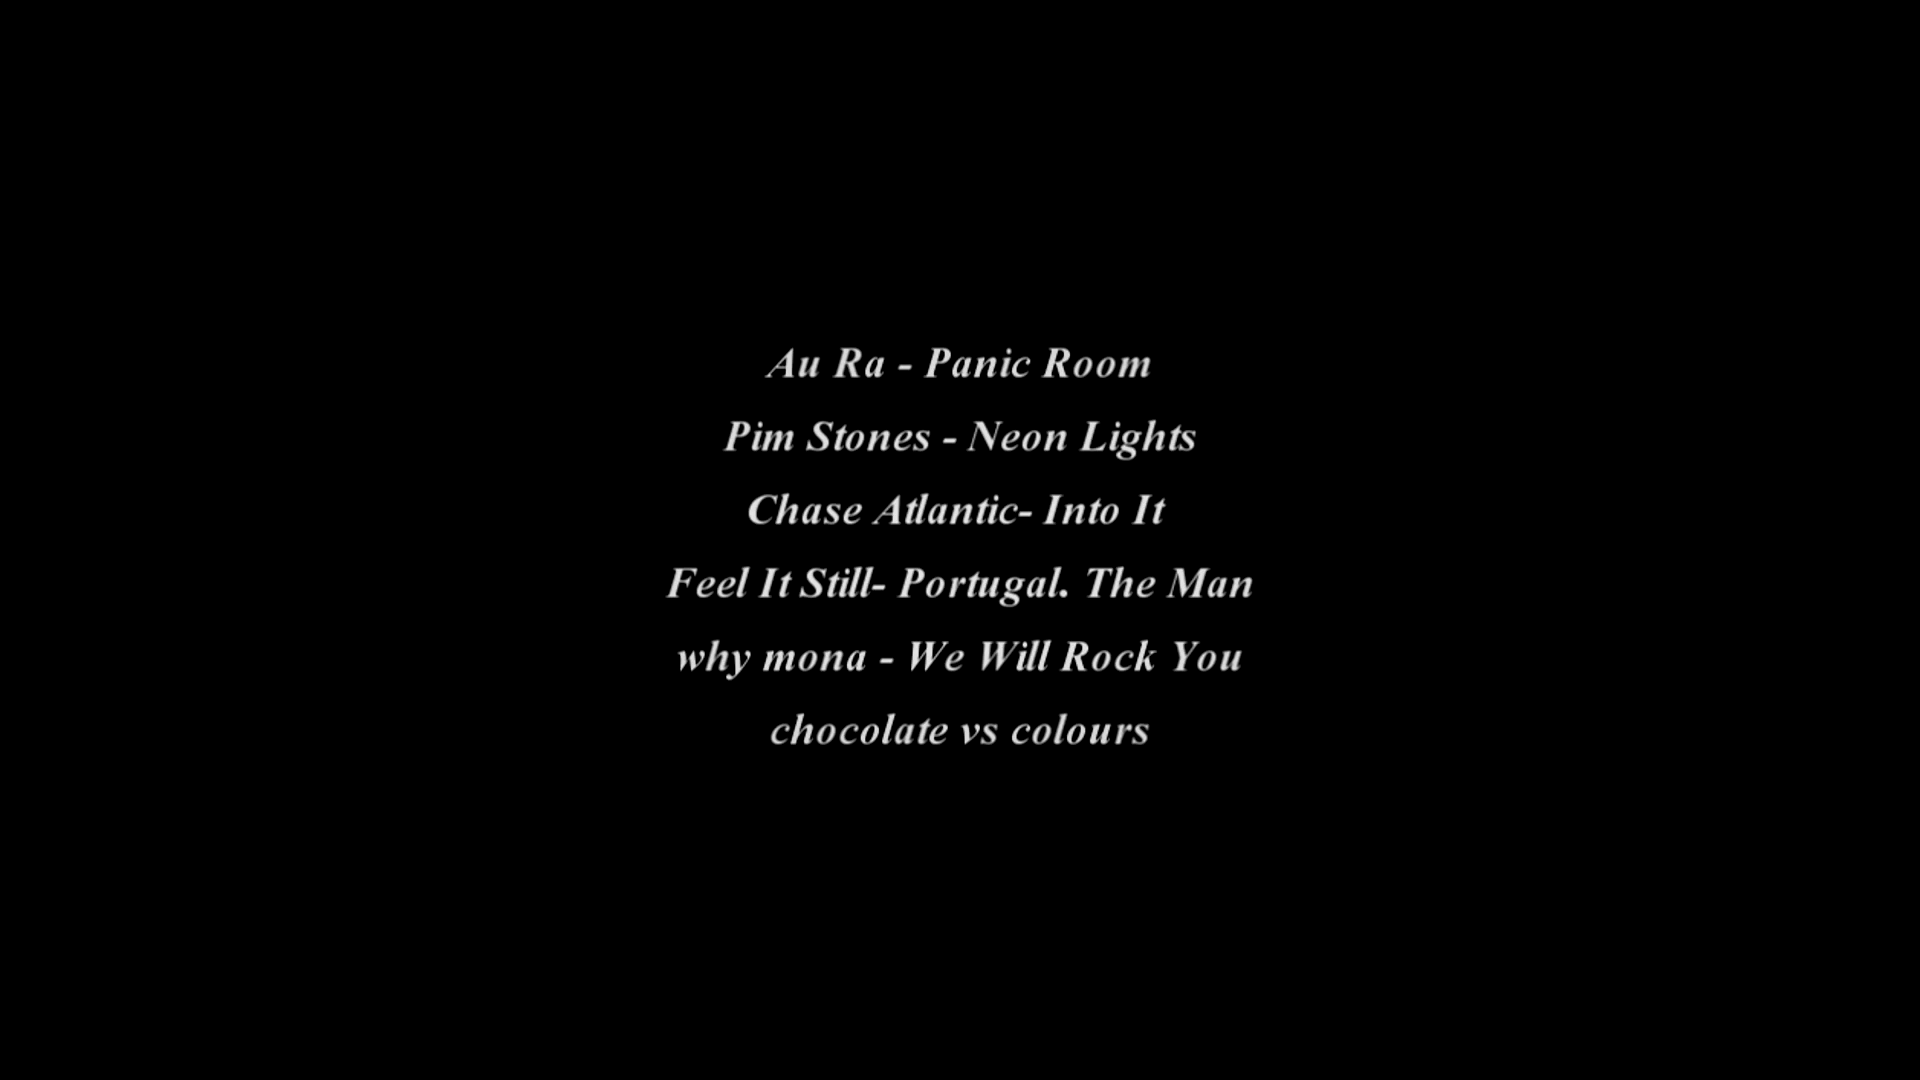 Au Ra - Panic Room
Pim Stones - Neon Lights
Chase Atlantic- Into It
Feel It Still- Portugal. The Man
why mona - We Will Rock You
chocolate vs colours